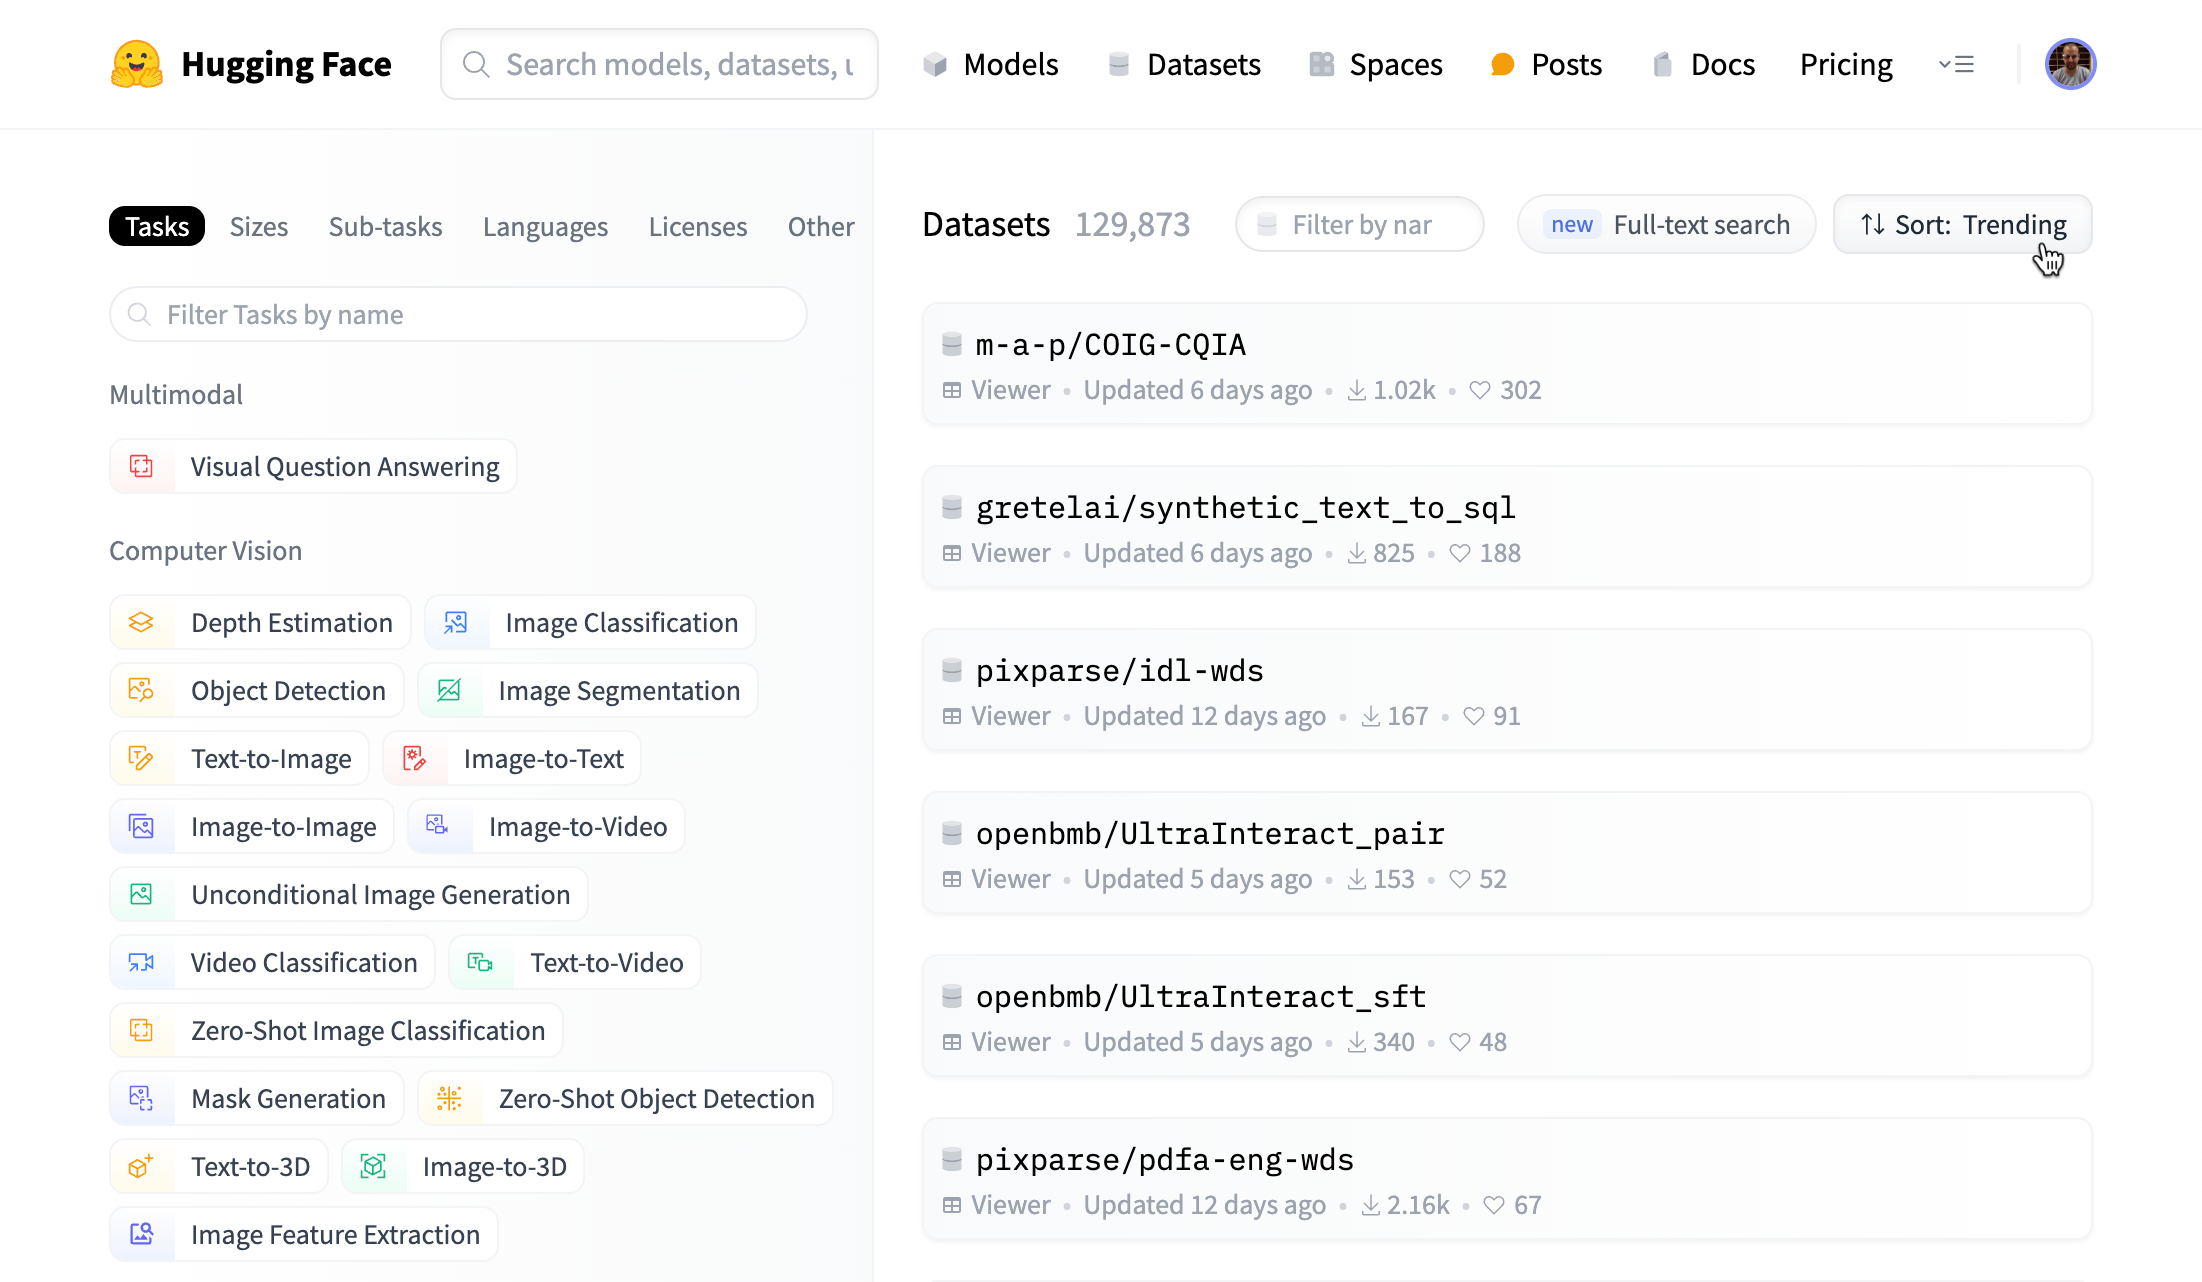 Hugging Face
Search models, datasets, u
Models
Datasets
Spaces
Posts
Docs
Pricing
Tasks
Sizes
Sub-tasks
Languages
Licenses
Other
Filter Tasks by name
Multimodal
Visual Question Answering
Computer Vision
Depth Estimation
Image Classification
Object Detection
Image Segmentation
Text-to-Image
Image-to-Text
Image-to-Image
Image-to-Video
Unconditional Image Generation
Video Classification
Text-to-Video
Zero-Shot Image Classification
Mask Generation
Zero-Shot Object Detection
Text-to-3D
Image-to-3D
Image Feature Extraction
Datasets 129,873
Filter by nar
new Full-text search
Sort: Trending
m-a-p/COIG-CQIA
Viewer • Updated 6 days ago • 1.02k • 302
gretelai/synthetic_text_to_sql
Viewer • Updated 6 days ago • 825 • 188
pixparse/idl-wds
Viewer • Updated 12 days ago • 167 • 91
openbmb/UltraInteract_pair
Viewer • Updated 5 days ago • 153 • 52
openbmb/UltraInteract_sft
Viewer • Updated 5 days ago • 340 • 48
pixparse/pdfa-eng-wds
Viewer • Updated 12 days ago • 2.16k • 67